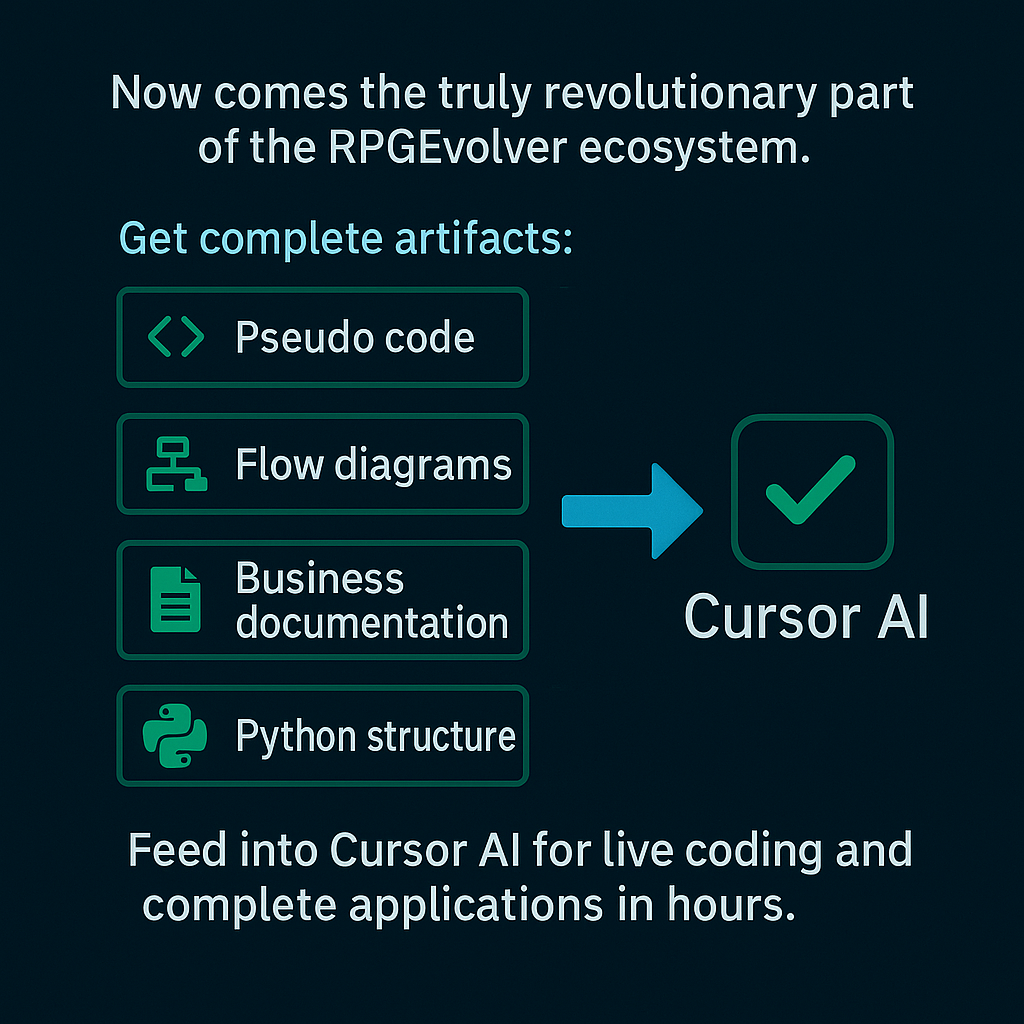 Now comes the truly revolutionary part
of the RPGEvolver ecosystem.
Get complete artifacts:
Pseudo code
Flow diagrams
Business
documentation
Python structure
Cursor AI
Feed into Cursor AI for live coding and
complete applications in hours.